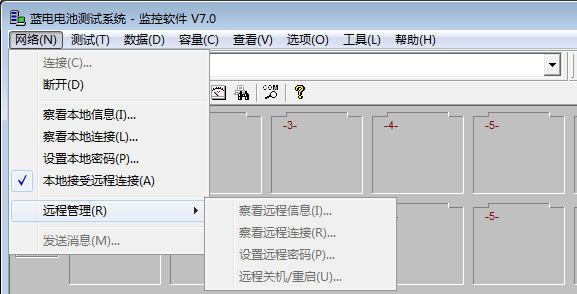 蓝电电池测试系统 - 监控软件 V7.0
网络(N) 测试(T) 数据(D) 容量(C) 查看(V) 选项(O) 工具(L) 帮助(H)
连接(C)...
断开(D)
COM
察看本地信息(I)...
-3- -4- -5-
察看本地连接(L)...
设置本地密码(P)...
本地接受远程连接(A)
远程管理(R)
察看远程信息(I)...
-5-
察看远程连接(R)...
发送消息(M)...
设置远程密码(P)...
远程关机/重启(U)...